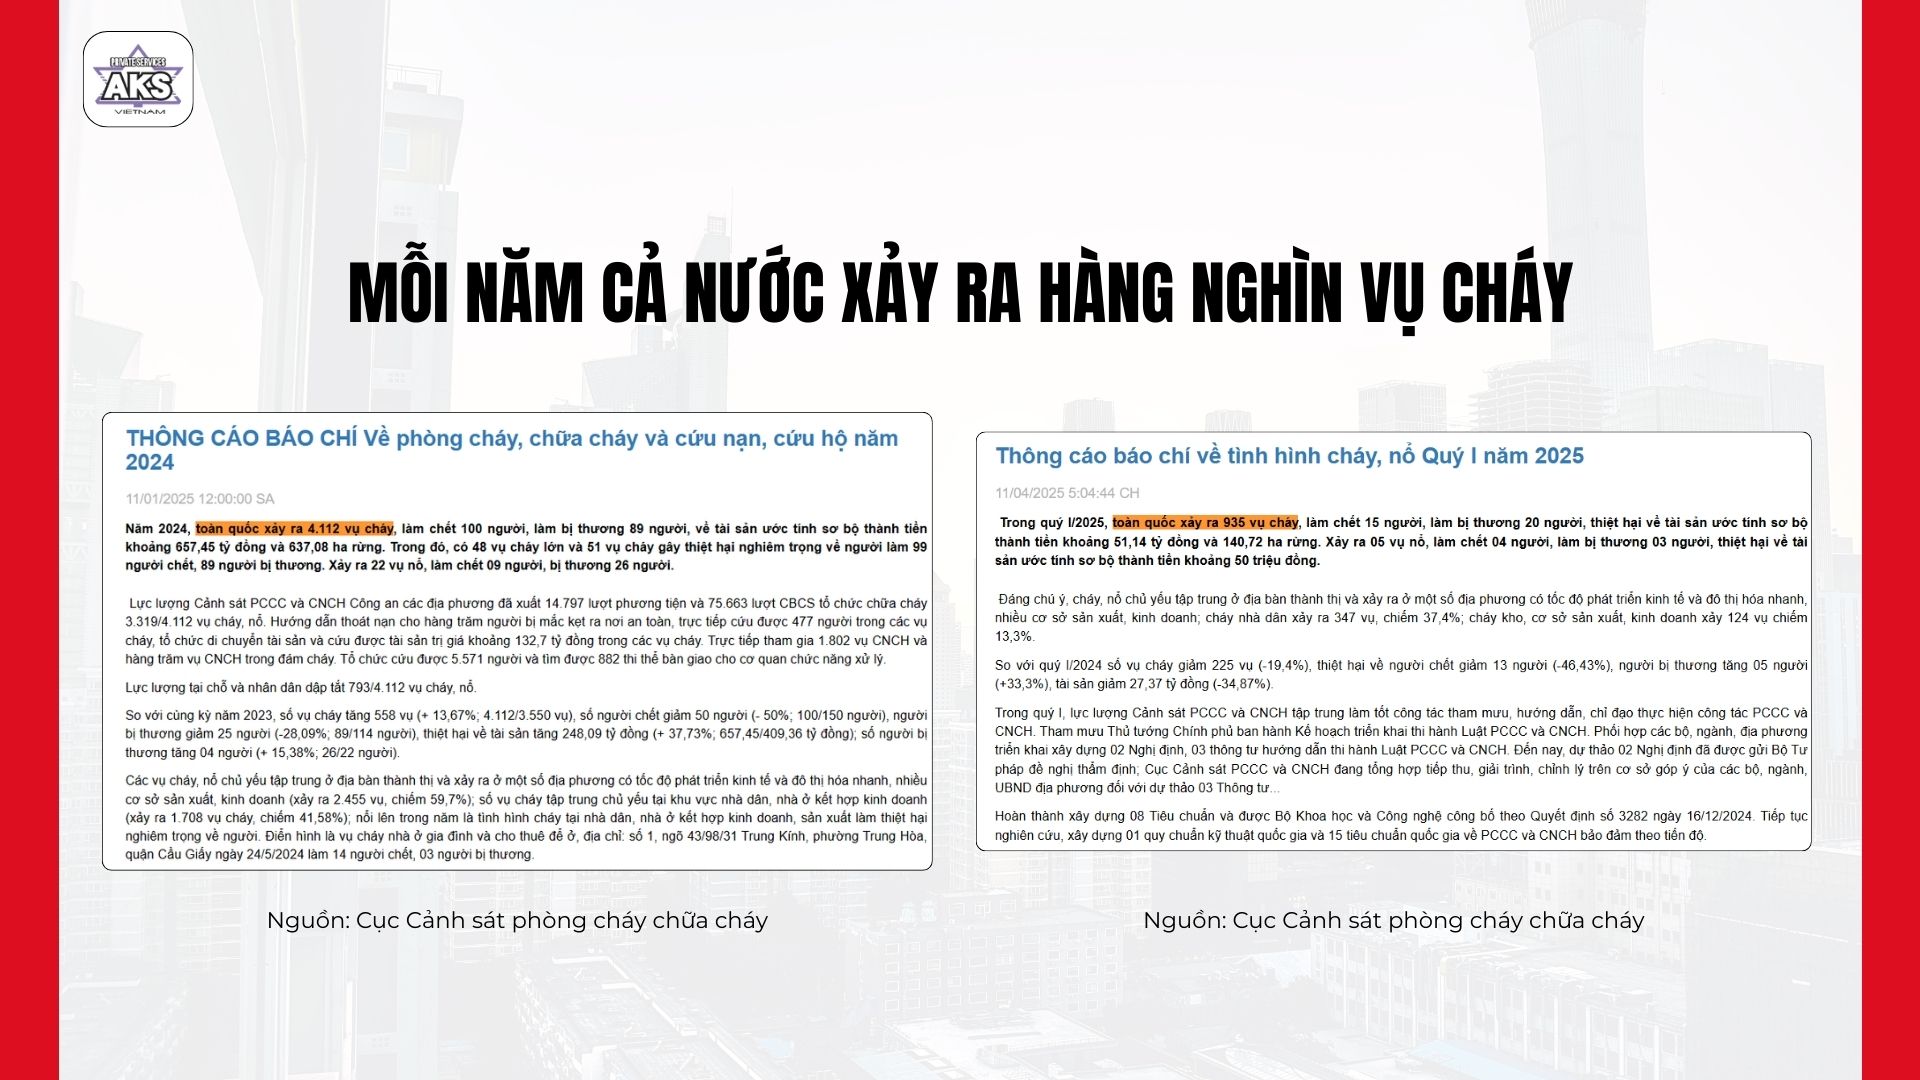 PRIVATE SERVICES
AKS
VIETNAM
MỖI NĂM CẢ NƯỚC XẢY RA HÀNG NGHÌN VỤ CHÁY
THÔNG CÁO BÁO CHÍ Về phòng cháy, chữa cháy và cứu nạn, cứu hộ năm
2024
11/01/2025 12:00:00 SA
Năm 2024, toàn quốc xảy ra 4.112 vụ cháy, làm chết 100 người, làm bị thương 89 người, về tài sản ước tính sơ bộ thành tiền
khoảng 657,45 tỷ đồng và 637,08 ha rừng. Trong đó, có 48 vụ cháy lớn và 51 vụ cháy gây thiệt hại nghiêm trọng về người làm 99
người chết, 89 người bị thương. Xảy ra 22 vụ nổ, làm chết 09 người, bị thương 26 người.
Lực lượng Cảnh sát PCCC và CNCH Công an các địa phương đã xuất 14.797 lượt phương tiện và 75.663 lượt CBCS tổ chức chữa cháy
3.319/4.112 vụ cháy, nổ. Hướng dẫn thoát nạn cho hàng trăm người bị mắc kẹt ra nơi an toàn, trực tiếp cứu được 477 người trong các vụ
cháy, tổ chức di chuyển tài sản và cứu được tài sản trị giá khoảng 132,7 tỷ đồng trong các vụ cháy. Trực tiếp tham gia 1.802 vụ CNCH và
hàng trăm vụ CNCH trong đám cháy. Tổ chức cứu được 5.571 người và tìm được 882 thi thể bàn giao cho cơ quan chức năng xử lý.
Lực lượng tại chỗ và nhân dân dập tắt 793/4.112 vụ cháy, nổ.
So với cùng kỳ năm 2023, số vụ cháy tăng 558 vụ (+ 13,67%; 4.112/3.550 vụ), số người chết giảm 50 người (- 50%; 100/150 người), người
bị thương giảm 25 người (-28,09%; 89/114 người), thiệt hại về tài sản tăng 248,09 tỷ đồng (+ 37,73%; 657,45/409,36 tỷ đồng); số người bị
thương tăng 04 người (+ 15,38%; 26/22 người).
Các vụ cháy, nổ chủ yếu tập trung ở địa bàn thành thị và xảy ra ở một số địa phương có tốc độ phát triển kinh tế và đô thị hóa nhanh, nhiều
cơ sở sản xuất, kinh doanh (xảy ra 2.455 vụ, chiếm 59,7%); số vụ cháy tập trung chủ yếu tại khu vực nhà dân, nhà ở kết hợp kinh doanh
(xảy ra 1.708 vụ cháy, chiếm 41,58%); nổi lên trong năm là tình hình cháy tại nhà dân, nhà ở kết hợp kinh doanh, sản xuất làm thiệt hại
nghiêm trọng về người. Điển hình là vụ cháy nhà ở gia đình và cho thuê để ở, địa chỉ: số 1, ngõ 43/98/31 Trung Kính, phường Trung Hòa,
quận Cầu Giấy ngày 24/5/2024 làm 14 người chết, 03 người bị thương.
Nguồn: Cục Cảnh sát phòng cháy chữa cháy
Thông cáo báo chí về tình hình cháy, nổ Quý I năm 2025
11/04/2025 5:04:44 CH
Trong quý I/2025, toàn quốc xảy ra 935 vụ cháy, làm chết 15 người, làm bị thương 20 người, thiệt hại về tài sản ước tính sơ bộ
thành tiền khoảng 51,14 tỷ đồng và 140,72 ha rừng. Xảy ra 05 vụ nổ, làm chết 04 người, làm bị thương 03 người, thiệt hại về tài
sản ước tính sơ bộ thành tiền khoảng 50 triệu đồng.
Đáng chú ý, cháy, nổ chủ yếu tập trung ở địa bàn thành thị và xảy ra ở một số địa phương có tốc độ phát triển kinh tế và đô thị hóa nhanh,
nhiều cơ sở sản xuất, kinh doanh; cháy nhà dân xảy ra 347 vụ, chiếm 37,4%; cháy kho, cơ sở sản xuất, kinh doanh xảy 124 vụ chiếm
13,3%.
So với quý I/2024 số vụ cháy giảm 225 vụ (-19,4%), thiệt hại về người chết giảm 13 người (-46,43%), người bị thương tăng 05 người
(+33,3%), tài sản giảm 27,37 tỷ đồng (-34,87%).
Trong quý I, lực lượng Cảnh sát PCCC và CNCH tập trung làm tốt công tác tham mưu, hướng dẫn, chỉ đạo thực hiện công tác PCCC và
CNCH. Tham mưu Thủ tướng Chính phủ ban hành Kế hoạch triển khai thi hành Luật PCCC và CNCH. Phối hợp các bộ, ngành, địa phương
triển khai xây dựng 02 Nghị định, 03 thông tư hướng dẫn thi hành Luật PCCC và CNCH. Đến nay, dự thảo 02 Nghị định đã được gửi Bộ Tư
pháp đề nghị thẩm định; Cục Cảnh sát PCCC và CNCH đang tổng hợp tiếp thu, giải trình, chỉnh lý trên cơ sở góp ý của các bộ, ngành,
UBND địa phương đối với dự thảo 03 Thông tư...
Hoàn thành xây dựng 08 Tiêu chuẩn và được Bộ Khoa học và Công nghệ công bố theo Quyết định số 3282 ngày 16/12/2024. Tiếp tục
nghiên cứu, xây dựng 01 quy chuẩn kỹ thuật quốc gia và 15 tiêu chuẩn quốc gia về PCCC và CNCH bảo đảm theo tiến độ.
Nguồn: Cục Cảnh sát phòng cháy chữa cháy